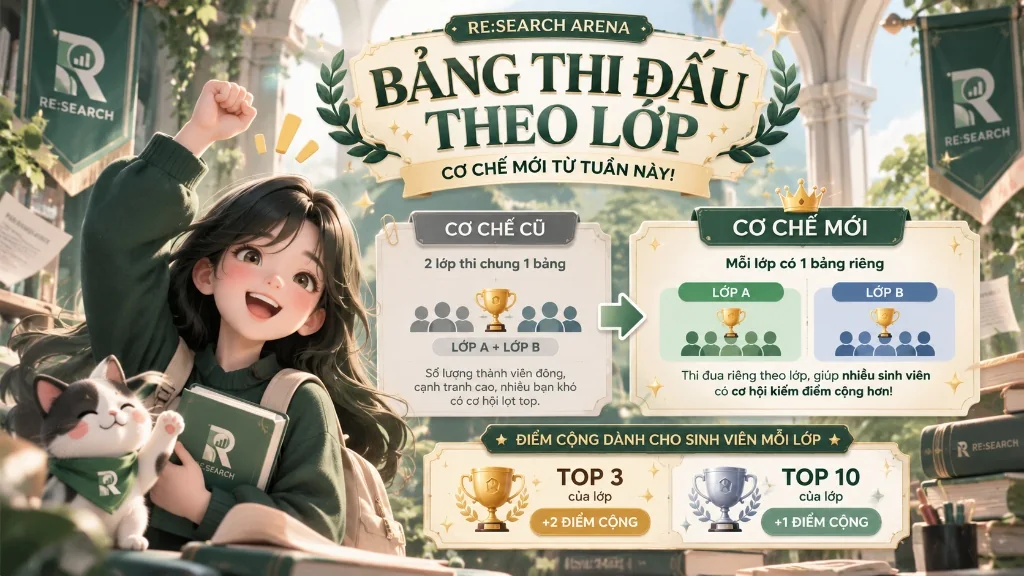 RE:SEARCH ARENA
BẢNG THI ĐẤU
THEO LỚP
CƠ CHẾ MỚI TỪ TUẦN NÀY!
RE:SEARCH
RE:SEARCH
CƠ CHẾ CŨ
2 lớp thi chung 1 bảng
LỚP A + LỚP B
Số lượng thành viên đông,
cạnh tranh cao, nhiều bạn khó
có cơ hội lọt top.
CƠ CHẾ MỚI
Mỗi lớp có 1 bảng riêng
LỚP A
LỚP B
Thi đua riêng theo lớp, giúp nhiều sinh viên
có cơ hội kiếm điểm cộng hơn!
★ ĐIỂM CỘNG DÀNH CHO SINH VIÊN MỖI LỚP ★
TOP 3
của lớp
+2 ĐIỂM CỘNG
TOP 10
của lớp
+1 ĐIỂM CỘNG
R
RE:SEARCH
R
RE:SEARCH